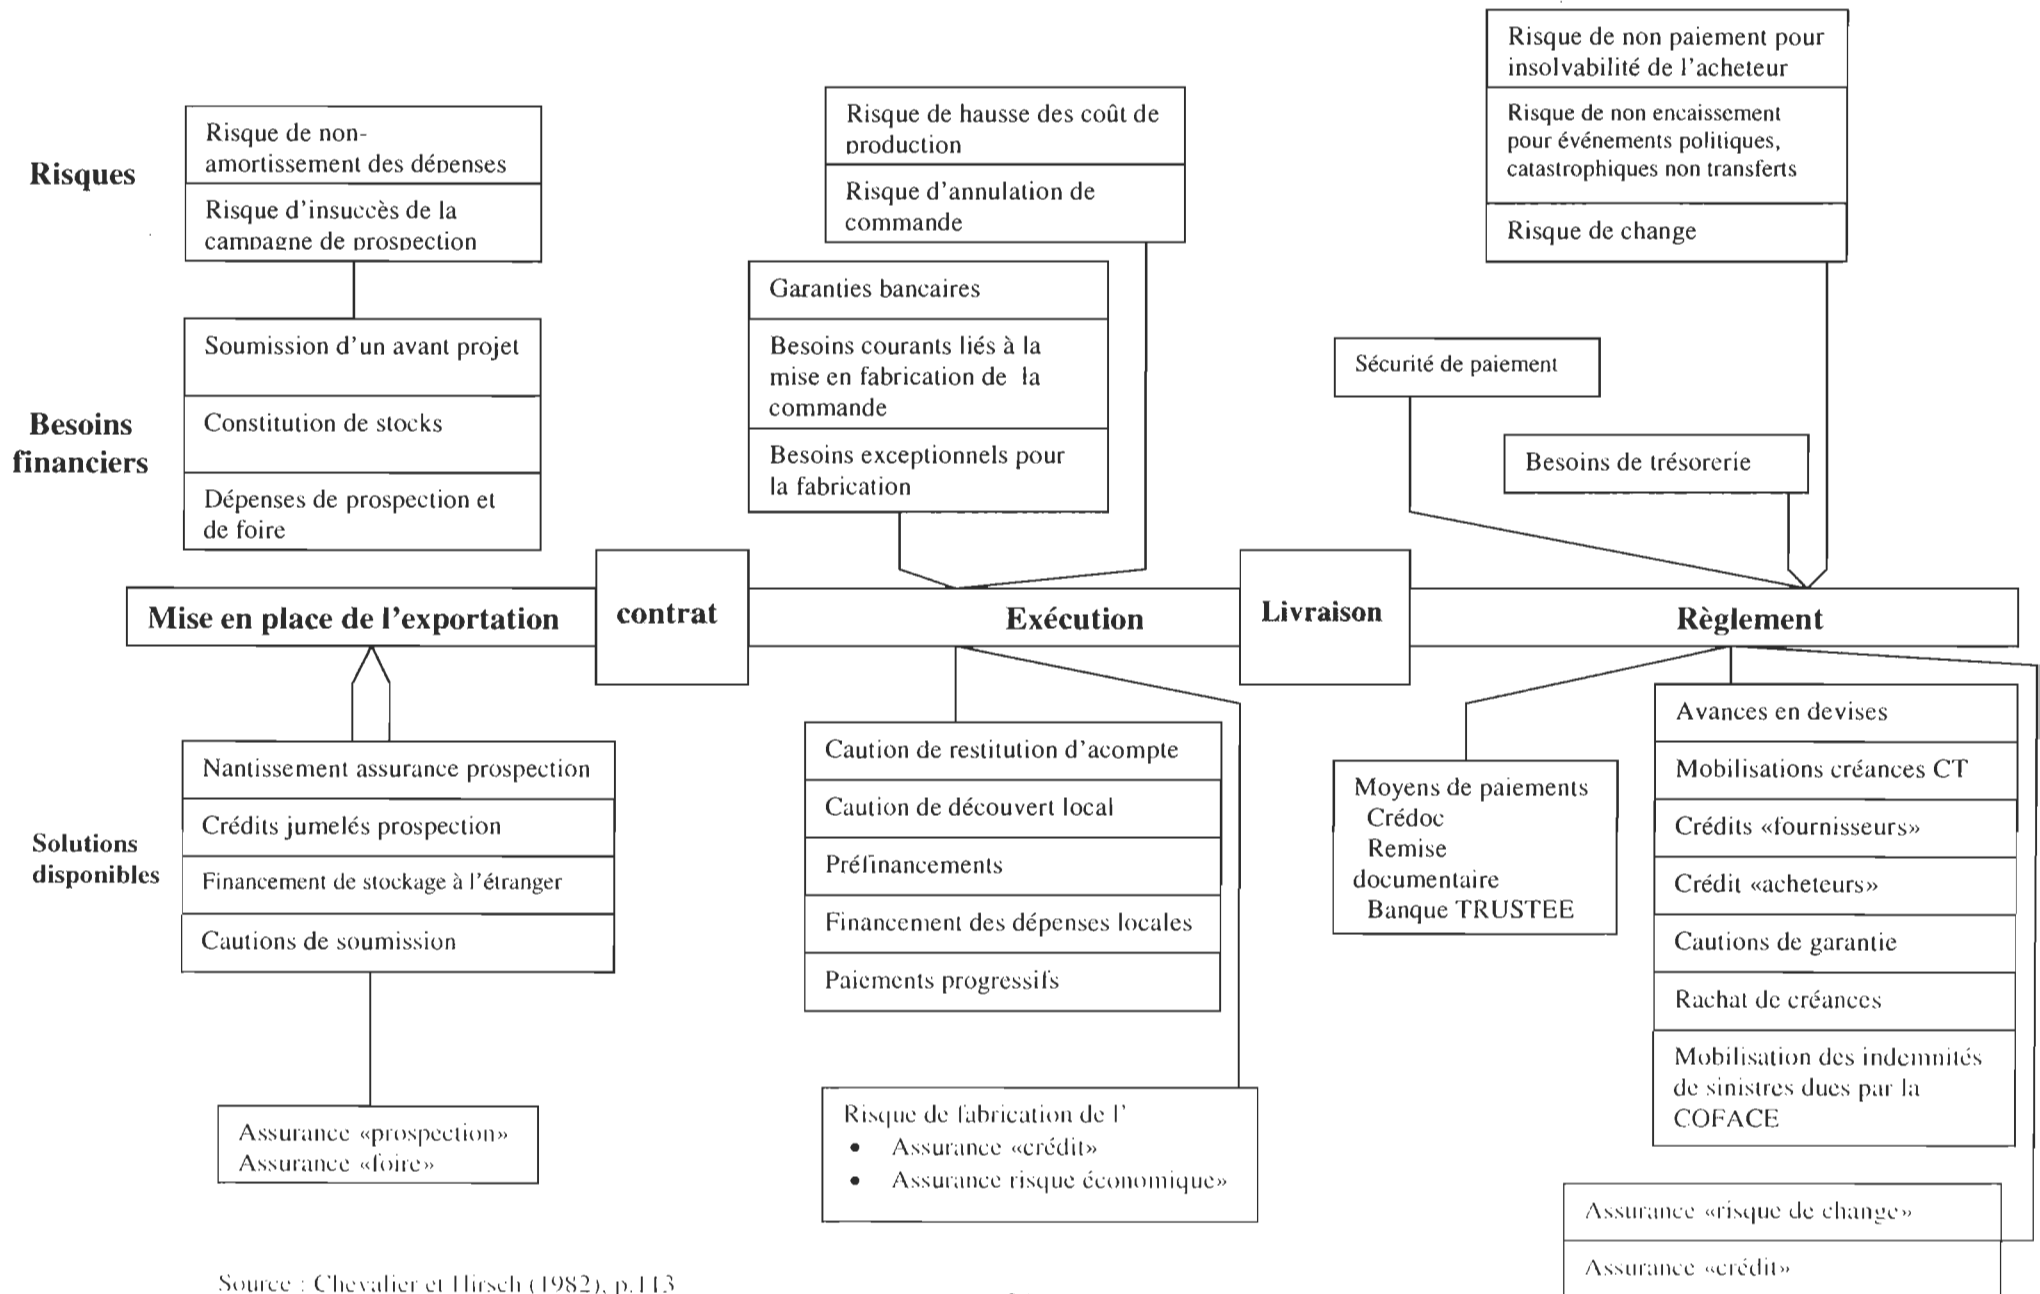 Risques
Risque de non-
amortissement des dépenses
Risque d'insuccès de la
campagne de prospection
Risque de hausse des coût de
production
Risque d'annulation de
commande
Risque de non paiement pour
insolvabilité de l'acheteur
Risque de non encaissement
pour événements politiques,
catastrophiques non transferts
Risque de change
Besoins
financiers
Soumission d'un avant projet
Constitution de stocks
Dépenses de prospection et
de foire
Garanties bancaires
Besoins courants liés à la
mise en fabrication de la
commande
Besoins exceptionnels pour
la fabrication
Sécurité de paiement
Besoins de trésorerie
Mise en place de l'exportation
contrat
Exécution
Livraison
Règlement
Solutions
disponibles
Nantissement assurance prospection
Crédits jumelés prospection
Financement de stockage à l'étranger
Cautions de soumission
Assurance «prospection»
Assurance «foire»
Caution de restitution d'acompte
Caution de découvert local
Préfinancements
Financement des dépenses locales
Paiements progressifs
Risque de fabrication de l'
• Assurance «crédit»
• Assurance risque économique»
Moyens de paiements
Crédoc
Remise
documentaire
Banque TRUSTEE
Avances en devises
Mobilisations créances CT
Crédits «fournisseurs»
Crédit «acheteurs»
Cautions de garantie
Rachat de créances
Mobilisation des indemnités
de sinistres dues par la
COFACE
Assurance «risque de change»
Assurance «crédit»
Source : Chevalier et Hirsch (1982), p.113